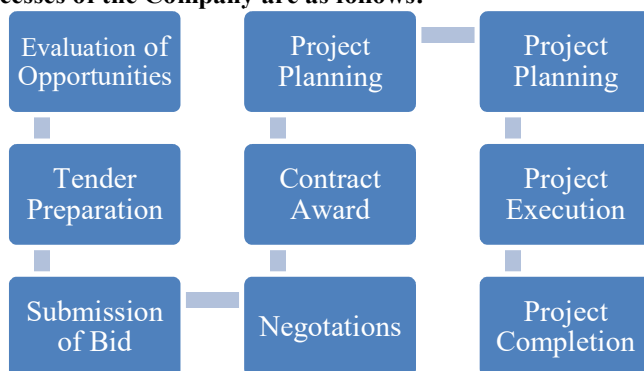 cesses of the Company are as follows:
Evaluation of
Opportunities
Tender
Preparation
Submission
of Bid
Negotations
Contract
Award
Project
Planning
Project
Planning
Project
Execution
Project
Completion